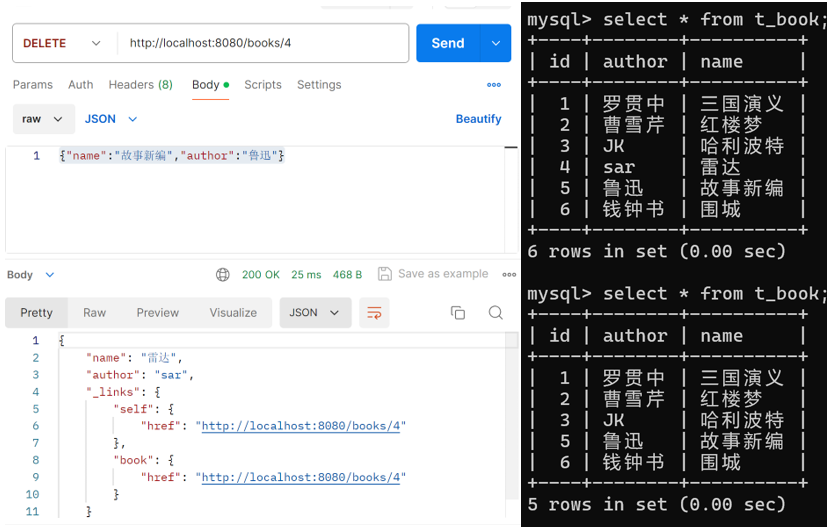 DELETE http://localhost:8080/books/4 Send
Params Auth Headers (8) Body Scripts Settings
raw JSON Beautify
1 {"name":"故事新编","author":"鲁迅"}
Body 200 OK 25 ms 468 B Save as example
Pretty Raw Preview Visualize JSON
1 {
2 "name": "雷达",
3 "author": "sar",
4 "_links": {
5 "self": {
6 "href": "http://localhost:8080/books/4"
7 },
8 "book": {
9 "href": "http://localhost:8080/books/4"
10 }
11 }
mysql> select * from t_book;
+----+--------+----------+
| id | author | name |
+----+--------+----------+
| 1 | 罗贯中 | 三国演义 |
| 2 | 曹雪芹 | 红楼梦 |
| 3 | JK | 哈利波特 |
| 4 | sar | 雷达 |
| 5 | 鲁迅 | 故事新编 |
| 6 | 钱钟书 | 围城 |
+----+--------+----------+
6 rows in set (0.00 sec)
mysql> select * from t_book;
+----+--------+----------+
| id | author | name |
+----+--------+----------+
| 1 | 罗贯中 | 三国演义 |
| 2 | 曹雪芹 | 红楼梦 |
| 3 | JK | 哈利波特 |
| 5 | 鲁迅 | 故事新编 |
| 6 | 钱钟书 | 围城 |
+----+--------+----------+
5 rows in set (0.00 sec)